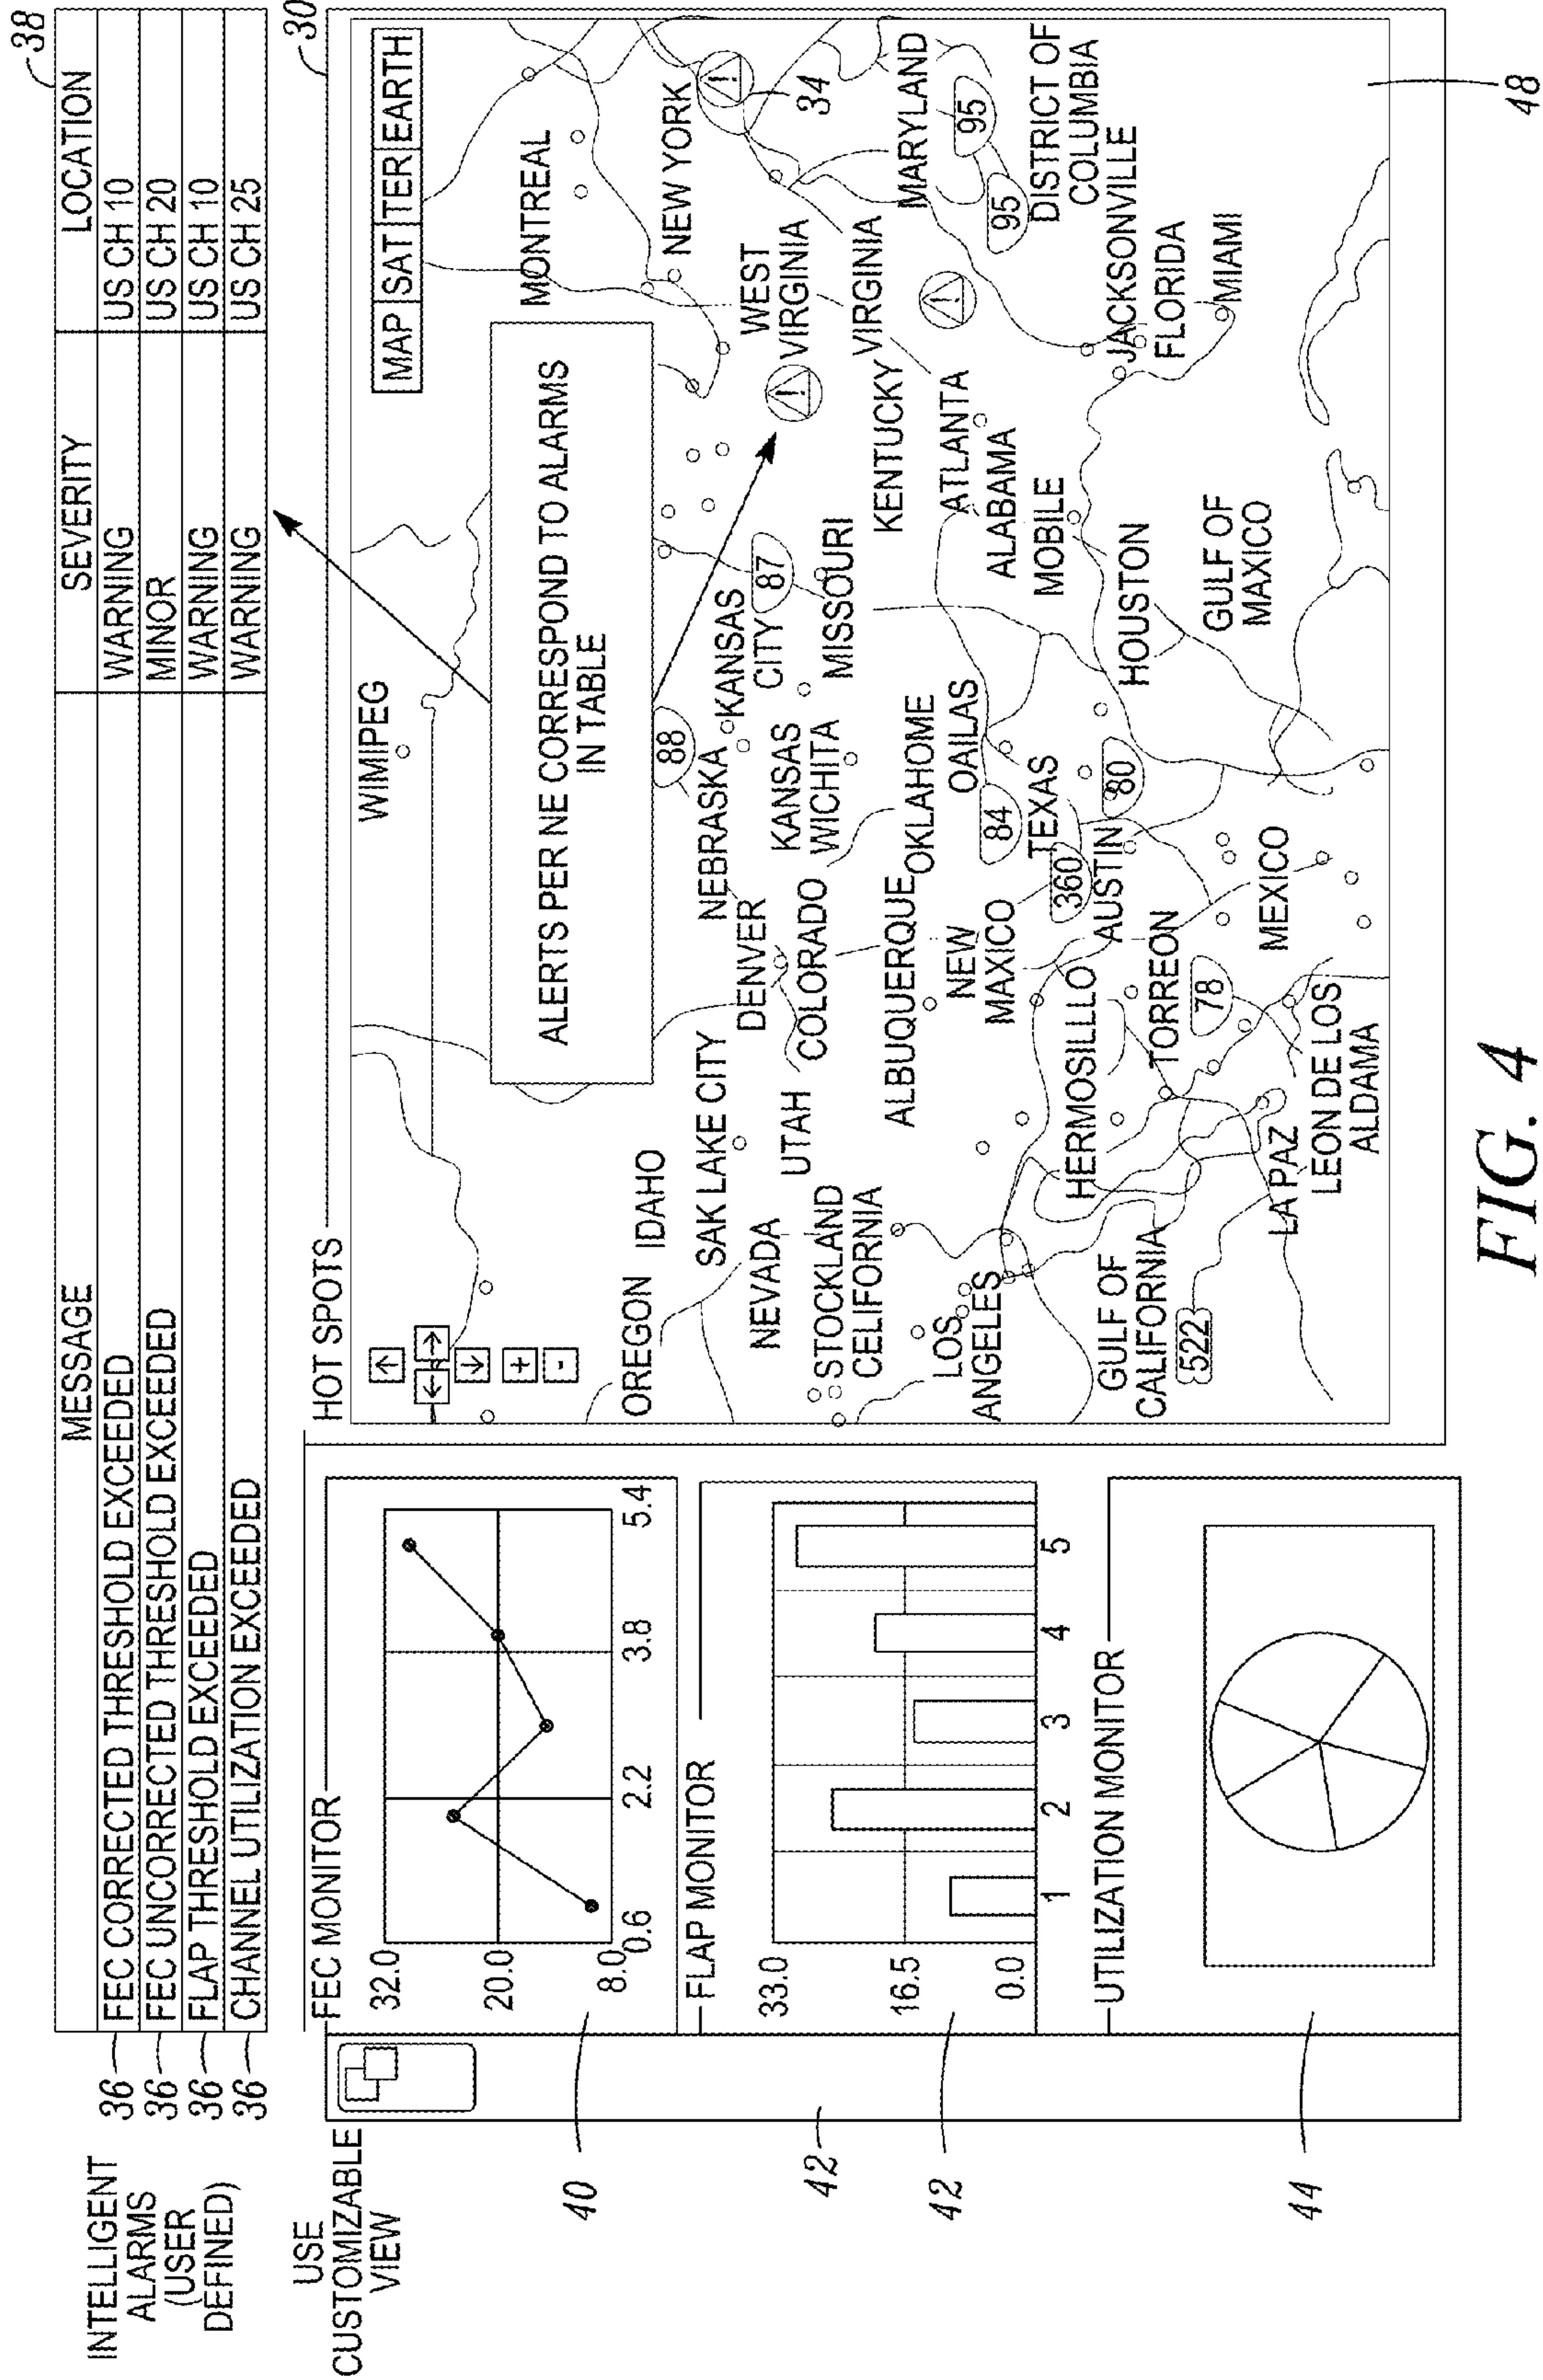 INTELLIGENT
ALARMS
(USER
DEFINED)
38
MESSAGE SEVERITY LOCATION
36 FEC CORRECTED THRESHOLD EXCEEDED WARNING US CH 10
36 FEC UNCORRECTED THRESHOLD EXCEEDED MINOR US CH 20
36 FLAP THRESHOLD EXCEEDED WARNING US CH 10
36 CHANNEL UTILIZATION EXCEEDED WARNING US CH 25
USE
CUSTOMIZABLE
VIEW
FEC MONITOR
32.0
20.0
8.0
0.6 2.2 3.8 5.4
40
FLAP MONITOR
33.0
16.5
0.0
1 2 3 4 5
42
42
UTILIZATION MONITOR
44
HOT SPOTS
30
MAP SAT TER EARTH
+
-
WIMIPEG
ALERTS PER NE CORRESPOND TO ALARMS
IN TABLE
MONTREAL
OREGON
IDAHO
88
NEW YORK
SAK LAKE CITY
NEBRASKA
KANSAS
CITY
87
WEST
VIRGINIA
34
NEVADA
UTAH
DENVER
COLORADO
KANSAS
WICHITA
MISSOURI
VIRGINIA
STOCKLAND
CELIFORNIA
ALBUQUERQUE
OKLAHOME
KENTUCKY
MARYLAND
95
95
LOS
ANGELES
NEW
MAXICO
OAILAS
84
ATLANTA
ALABAMA
TEXAS
MOBILE
DISTRICT OF
COLUMBIA
360
HERMOSILLO
AUSTIN
80
HOUSTON
JACKSONVILLE
FLORIDA
GULF OF
CALIFORNIA
522
TORREON
78
MIAMI
GULF OF
MAXICO
MEXICO
LA PAZ
LEON DE LOS
ALDAMA
48
FIG. 4